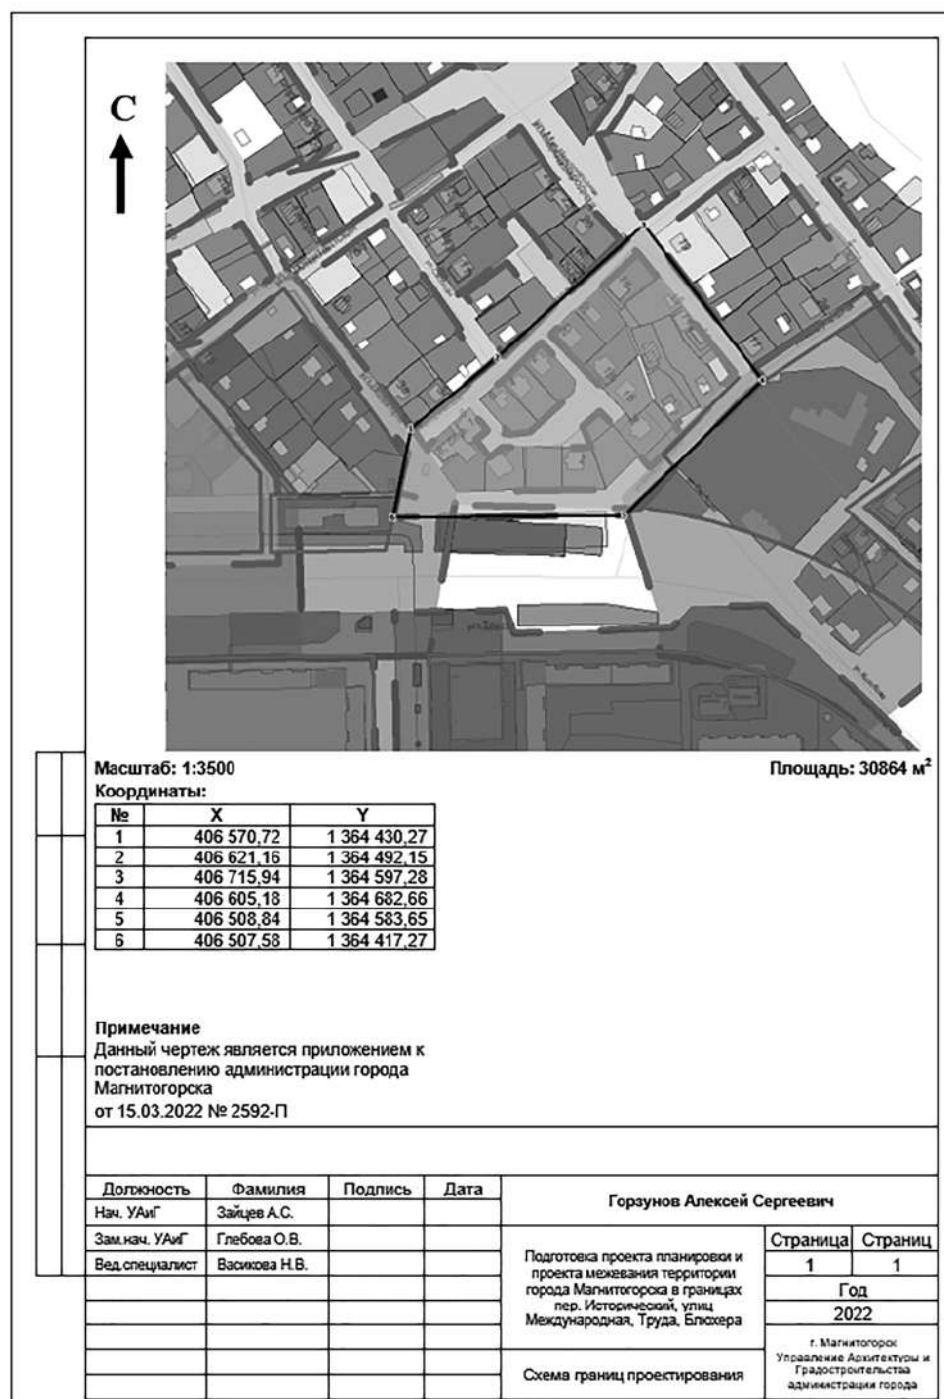 С
Масштаб: 1:3500
Площадь: 30864 м²
Координаты:
№ X Y
1 406 570,72 1 364 430,27
2 406 621,16 1 364 492,15
3 406 715,94 1 364 597,28
4 406 605,18 1 364 682,66
5 406 508,84 1 364 583,65
6 406 507,58 1 364 417,27
Примечание
Данный чертеж является приложением к
постановлению администрации города
Магнитогорска
от 15.03.2022 № 2592-П
Должность Фамилия Подпись Дата
Нач. УАиГ Зайцев А.С.
Зам.нач. УАиГ Глебова О.В.
Вед.специалист Васикова Н.В.
Горзунов Алексей Сергеевич
Подготовка проекта планировки и
проекта межевания территории
города Магнитогорска в границах
пер. Исторический, улиц
Международная, Труда, Блюхера
Страница Страниц
1 1
Год
2022
Схема границ проектирования
г. Магнитогорск
Управление Архитектуры и
Градостроительства
администрации города